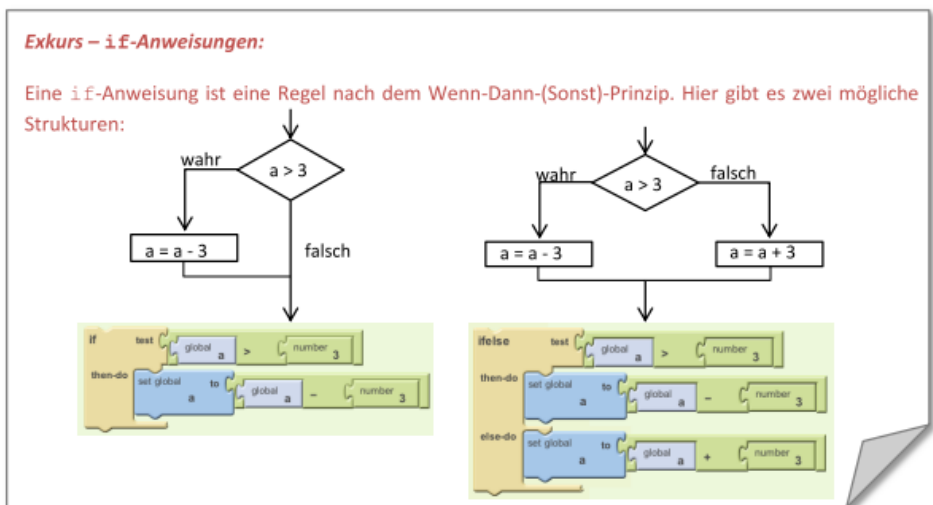 Exkurs – if-Anweisungen:
Eine if-Anweisung ist eine Regel nach dem Wenn-Dann-(Sonst)-Prinzip. Hier gibt es zwei mögliche
Strukturen:
wahr
a > 3
a = a - 3
falsch
wahr
a > 3
falsch
a = a - 3
a = a + 3
if test global a > number 3
then-do set global a to global a - number 3
ifelse test global a > number 3
then-do set global a to global a - number 3
else-do set global a to global a + number 3